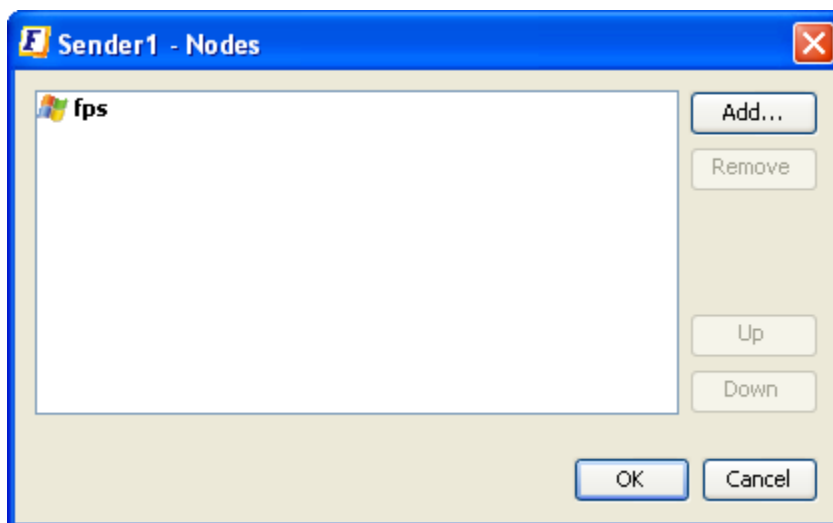 Sender1 - Nodes
fps
Add...
Remove
Up
Down
OK
Cancel